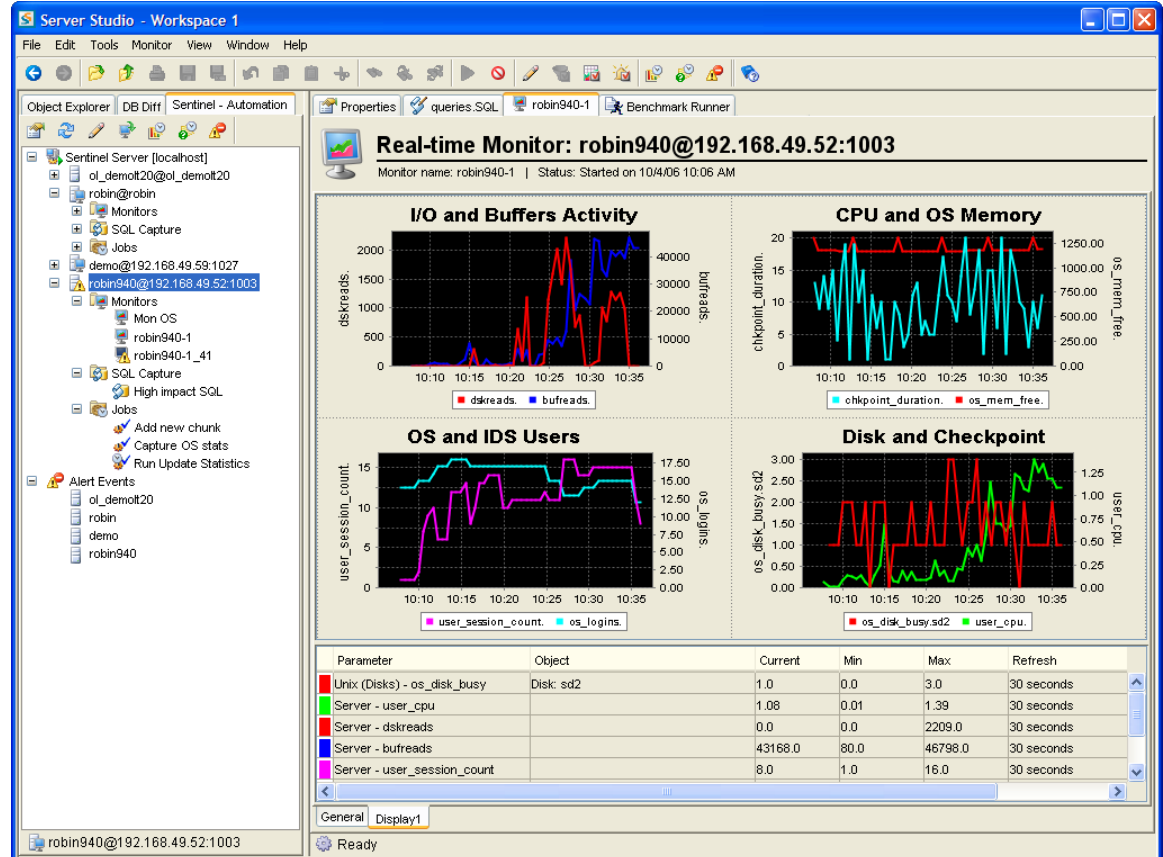 Server Studio - Workspace 1
File Edit Tools Monitor View Window Help
Object Explorer DB Diff Sentinel - Automation
Properties queries.SQL robin940-1 Benchmark Runner
Sentinel Server [localhost]
ol_demolt20@ol_demolt20
robin@robin
Monitors
SQL Capture
Jobs
demo@192.168.49.59:1027
robin940@192.168.49.52:1003
Monitors
Mon OS
robin940-1
robin940-1_41
SQL Capture
High impact SQL
Jobs
Add new chunk
Capture OS stats
Run Update Statistics
Alert Events
ol_demolt20
robin
demo
robin940
robin940@192.168.49.52:1003
Real-time Monitor: robin940@192.168.49.52:1003
Monitor name: robin940-1 | Status: Started on 10/4/06 10:06 AM
I/O and Buffers Activity
dskreads.
2000
1500
1000
500
0
40000
30000
20000
10000
0
bufreads.
10:10 10:15 10:20 10:25 10:30 10:35
dskreads. bufreads.
CPU and OS Memory
chkpoint_duration.
20
15
10
5
0
1250.00
1000.00
750.00
500.00
250.00
0.00
os_mem_free.
10:10 10:15 10:20 10:25 10:30 10:35
chkpoint_duration. os_mem_free.
OS and IDS Users
user_session_count.
15
10
5
0
17.50
15.00
12.50
10.00
7.50
5.00
2.50
0.00
os_logins.
10:10 10:15 10:20 10:25 10:30 10:35
user_session_count. os_logins.
Disk and Checkpoint
os_disk_busy.sd2
3.00
2.50
2.00
1.50
1.00
0.50
0.00
1.25
1.00
0.75
0.50
0.25
0.00
user_cpu.
10:10 10:15 10:20 10:25 10:30 10:35
os_disk_busy.sd2 user_cpu.
Parameter Object Current Min Max Refresh
Unix (Disks) - os_disk_busy Disk: sd2 1.0 0.0 3.0 30 seconds
Server - user_cpu 1.08 0.01 1.39 30 seconds
Server - dskreads 0.0 0.0 2209.0 30 seconds
Server - bufreads 43168.0 80.0 46798.0 30 seconds
Server - user_session_count 8.0 1.0 16.0 30 seconds
General Display1
Ready